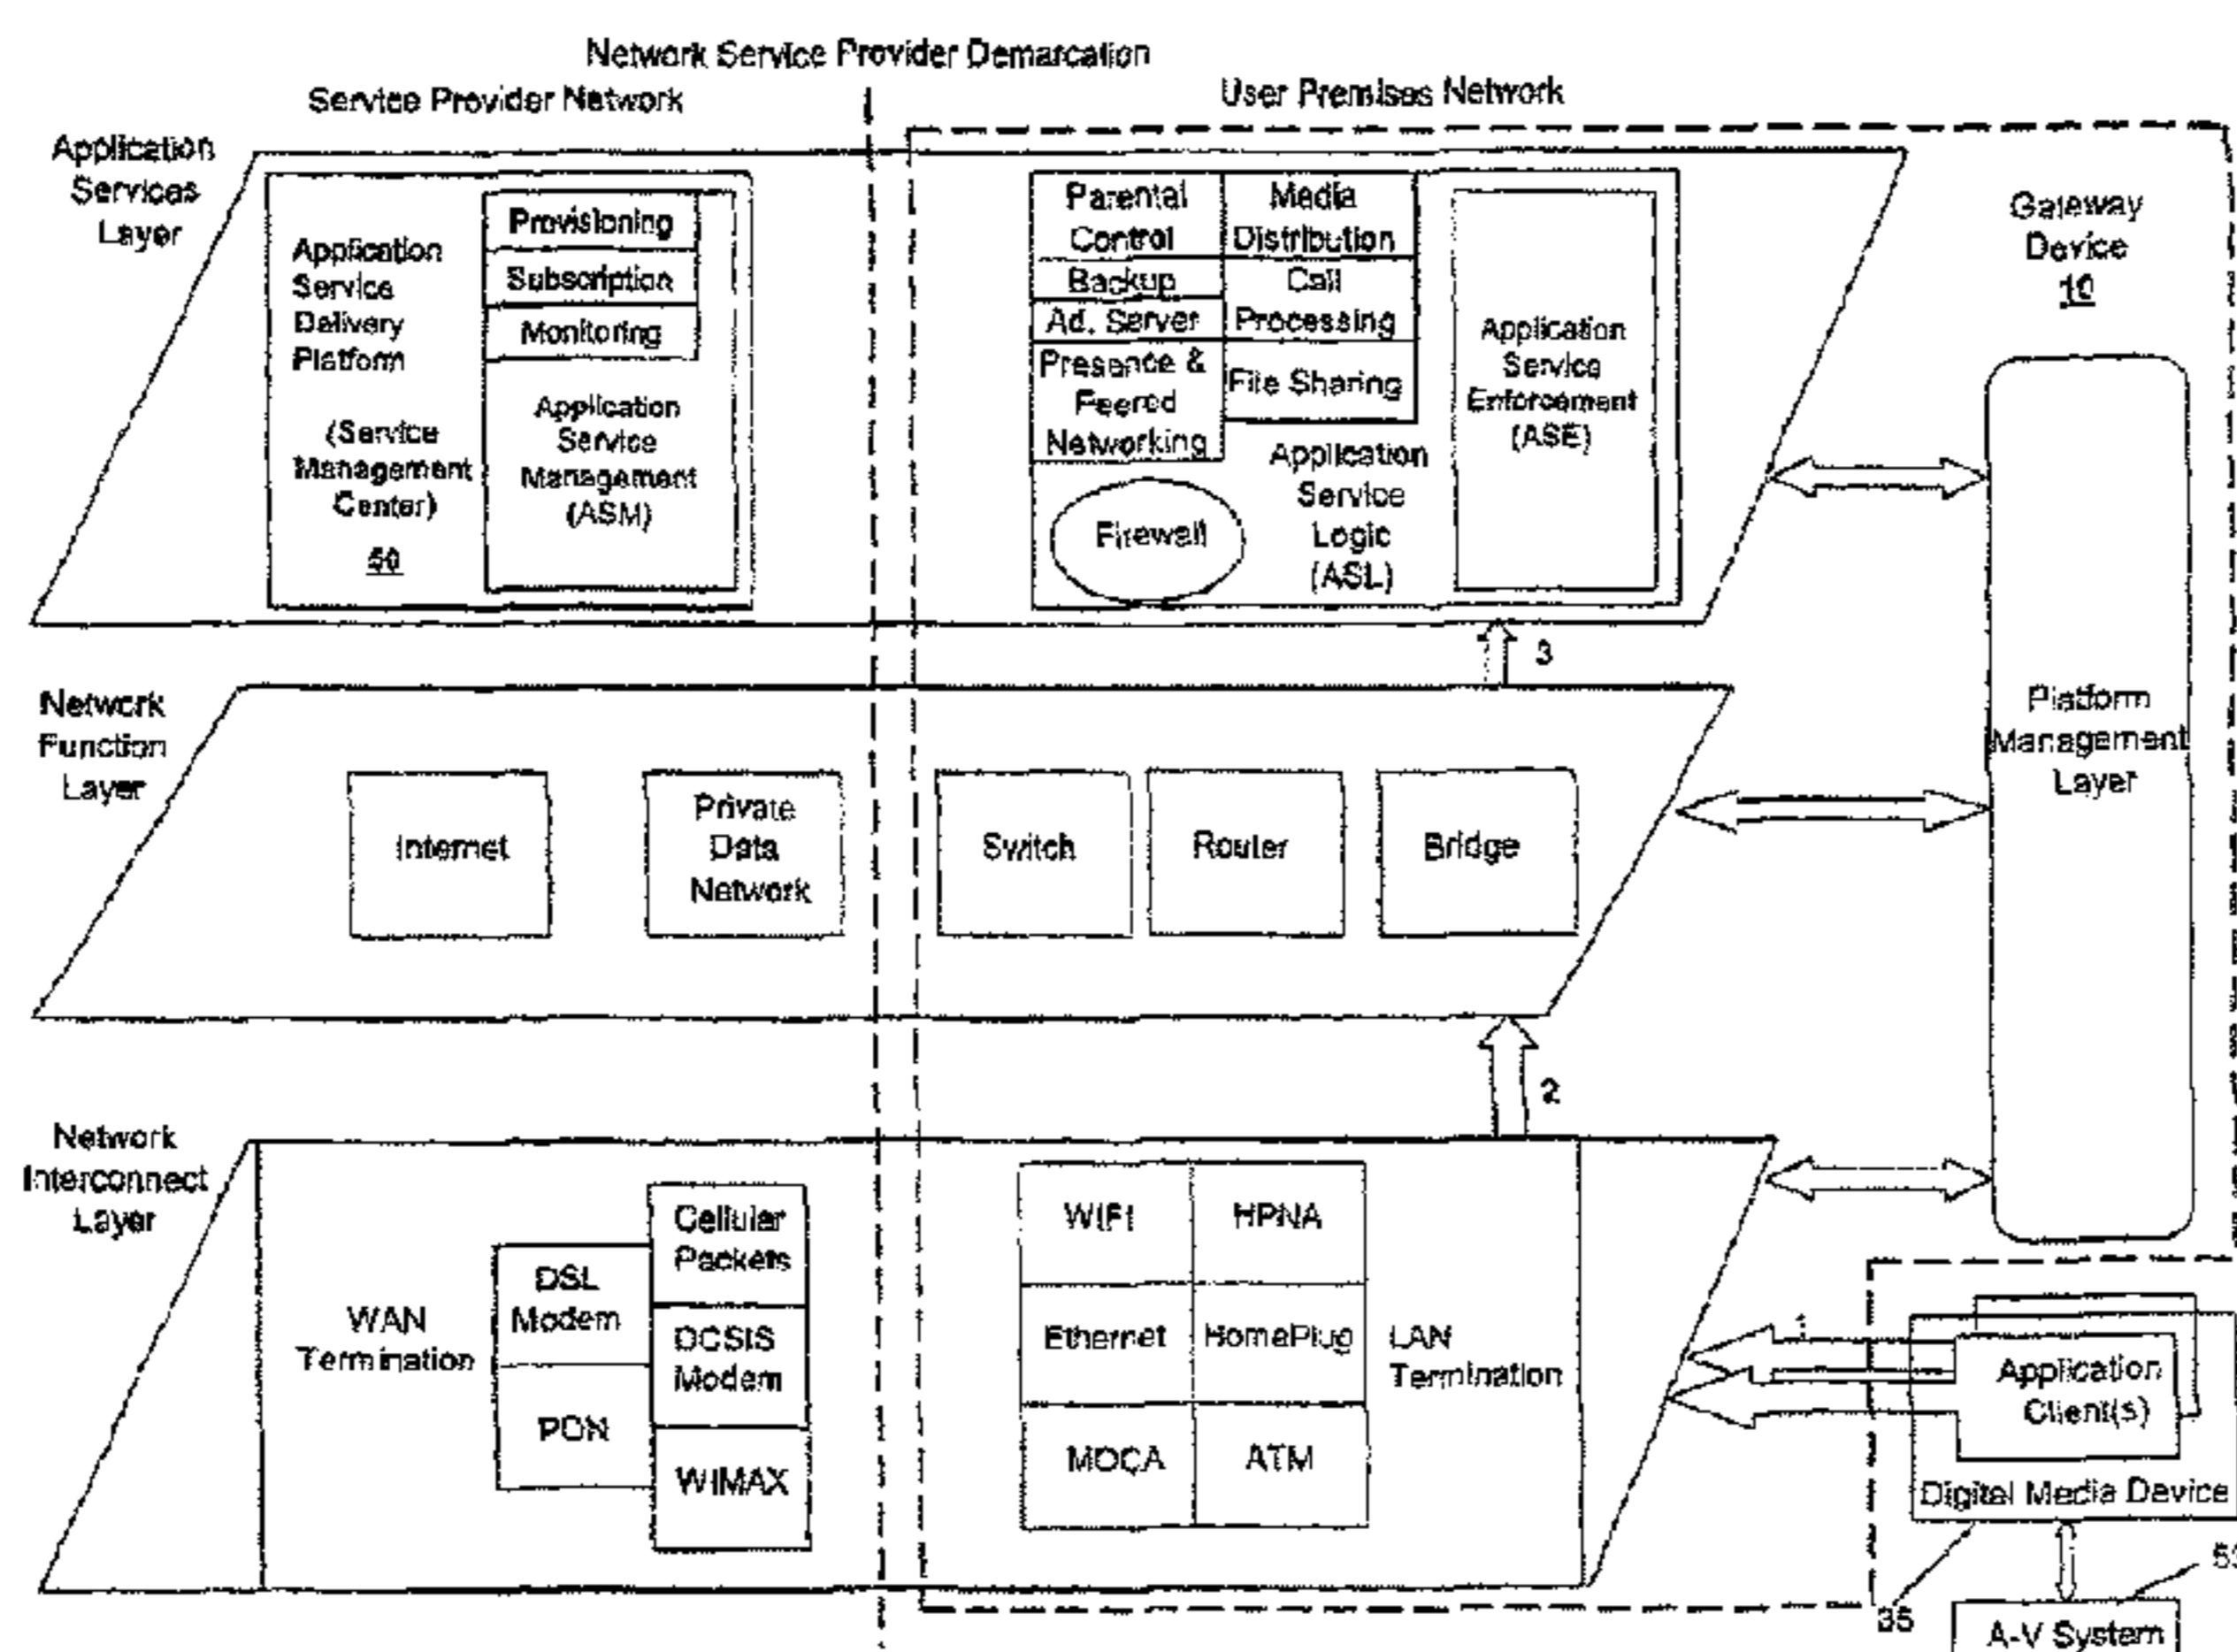 Network Service Provider Demarcation
Service Provider Network
User Premises Network
Application
Services
Layer
Application
Service
Delivery
Platform
(Service
Management
Center)
50
Provisioning
Subscription
Monitoring
Application
Service
Management
(ASM)
Parental
Control
Backup
Ad. Server
Presence &
Peered
Networking
Media
Distribution
Call
Processing
File Sharing
Firewall
Application
Service
Logic
(ASL)
Application
Service
Enforcement
(ASE)
Gateway
Device
10
3
Network
Function
Layer
Internet
Private
Data
Network
Switch
Router
Bridge
Platform
Management
Layer
2
Network
Interconnect
Layer
WAN
Termination
DSL
Modem
PON
Cellular
Packets
DCSIS
Modem
WIMAX
WIFI
HPNA
Ethernet
HomePlug
MOCA
ATM
LAN
Termination
1
Application
Client(s)
Digital Media Device
35
A-V System